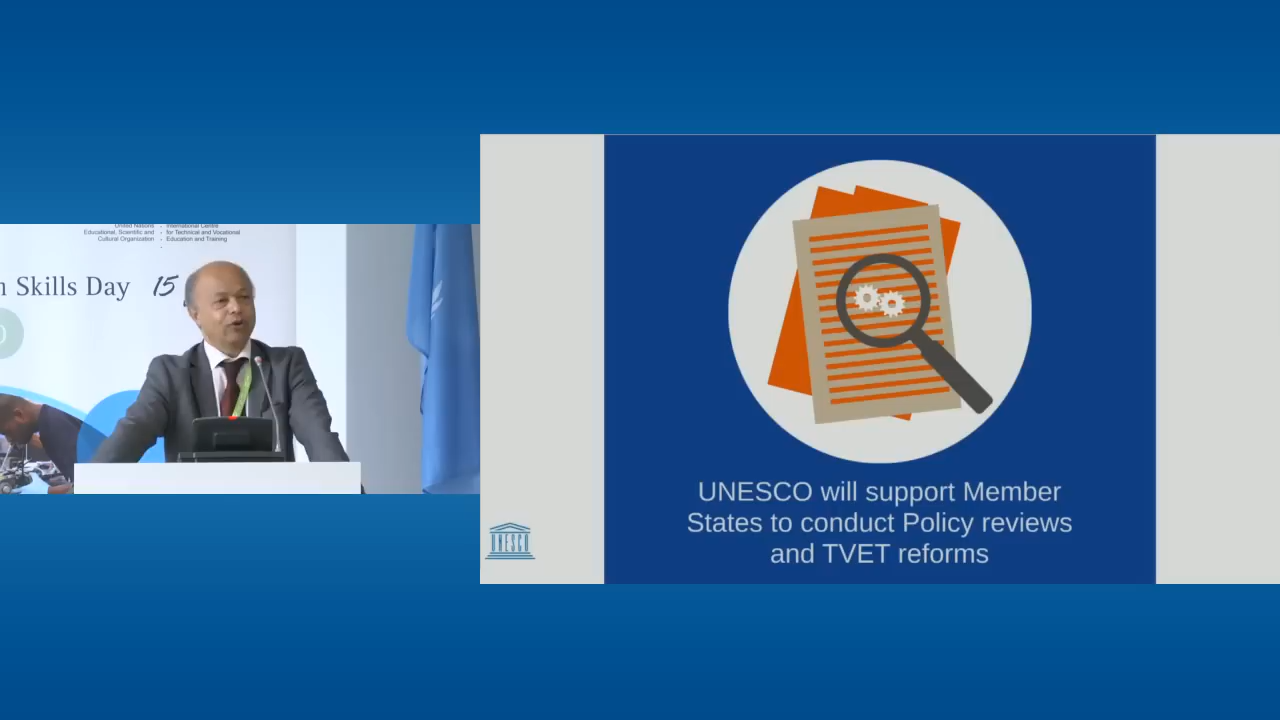 United Nations
Educational, Scientific and
Cultural Organization
International Centre
for Technical and Vocational
Education and Training
Skills Day
15
UNESCO will support Member
States to conduct Policy reviews
and TVET reforms
UNESCO